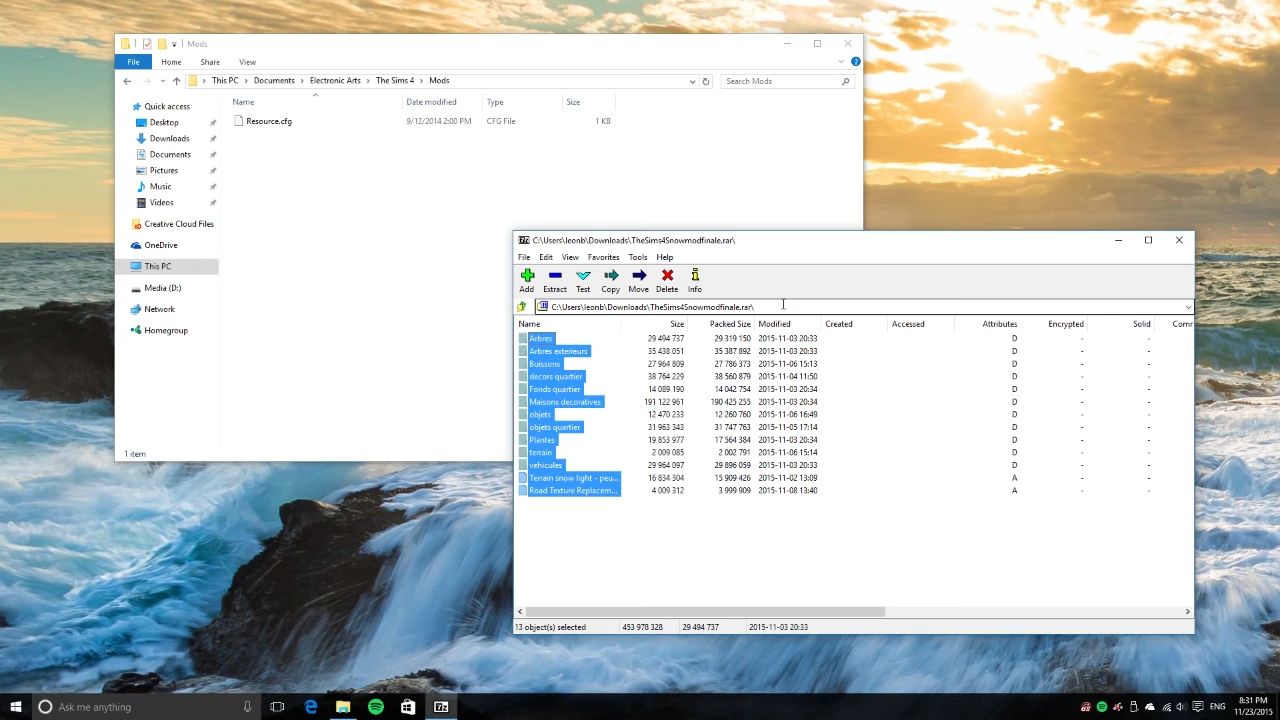 Mods
File Home Share View
This PC Documents Electronic Arts The Sims 4 Mods
Search Mods
Quick access
Desktop
Downloads
Documents
Pictures
Music
Videos
Creative Cloud Files
OneDrive
This PC
Media (D:)
Network
Homegroup
Name Date modified Type Size
Resource.cfg 9/12/2014 2:00 PM CFG File 1 KB
1 item
C:\Users\leonb\Downloads\TheSims4Snowmodfinale.rar\
File Edit View Favorites Tools Help
Add Extract Test Copy Move Delete Info
C:\Users\leonb\Downloads\TheSims4Snowmodfinale.rar\
Name Size Packed Size Modified Created Accessed Attributes Encrypted Solid Comr
Arbres 29 494 737 29 319 150 2015-11-03 20:33 D - -
Arbres exterieurs 35 438 051 35 387 892 2015-11-03 20:33 D - -
Buissons 27 964 809 27 786 373 2015-11-06 15:13 D - -
decors quartier 38 764 229 38 560 879 2015-11-04 11:50 D - -
Fonds quartier 14 089 190 14 042 754 2015-11-03 20:34 D - -
Maisons decoratives 191 122 961 190 425 255 2015-11-03 20:34 D - -
objets 12 470 233 12 260 760 2015-11-06 16:49 D - -
objets quartier 31 963 343 31 747 763 2015-11-05 17:14 D - -
Plantes 19 853 977 17 564 384 2015-11-03 20:34 D - -
terrain 2 009 085 2 002 791 2015-11-06 15:14 D - -
vehicules 29 964 097 29 896 059 2015-11-03 20:33 D - -
Terrain snow light - peu... 16 834 304 15 909 426 2015-11-02 13:09 A - -
Road Texture Replacem... 4 009 312 3 999 909 2015-11-08 13:40 A - -
13 object(s) selected 453 978 328 29 494 737 2015-11-03 20:33
Ask me anything
ENG
8:31 PM
11/23/2015